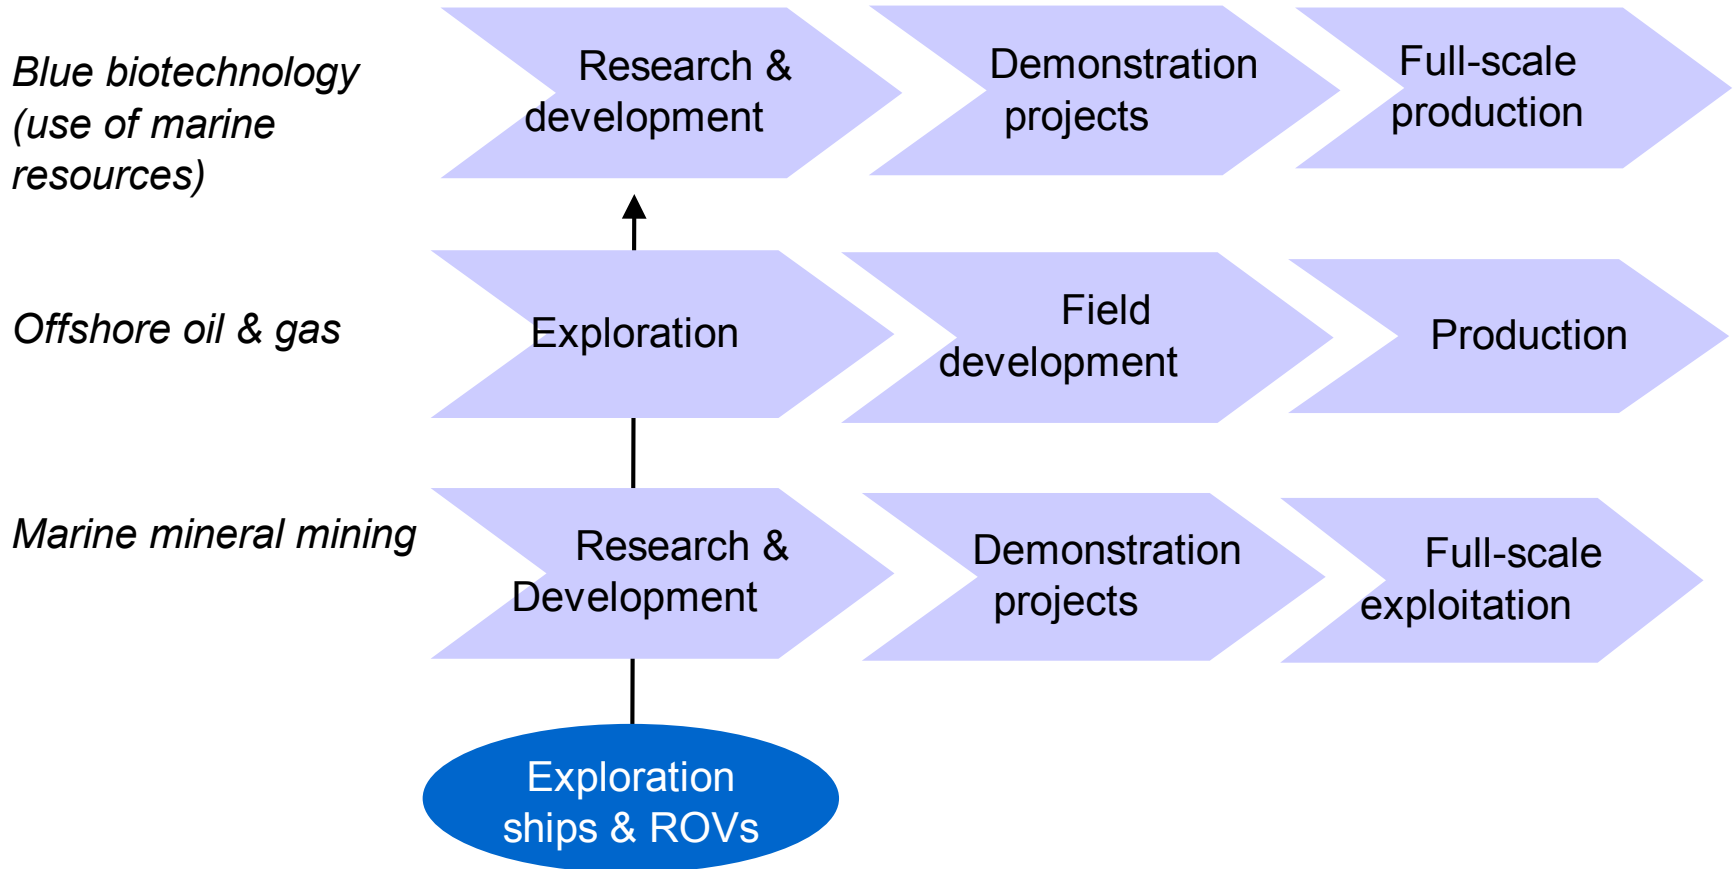 Blue biotechnology
(use of marine
resources)
Research &
development
Demonstration
projects
Full-scale
production
Offshore oil & gas
Exploration
Field
development
Production
Marine mineral mining
Research &
Development
Demonstration
projects
Full-scale
exploitation
Exploration
ships & ROVs